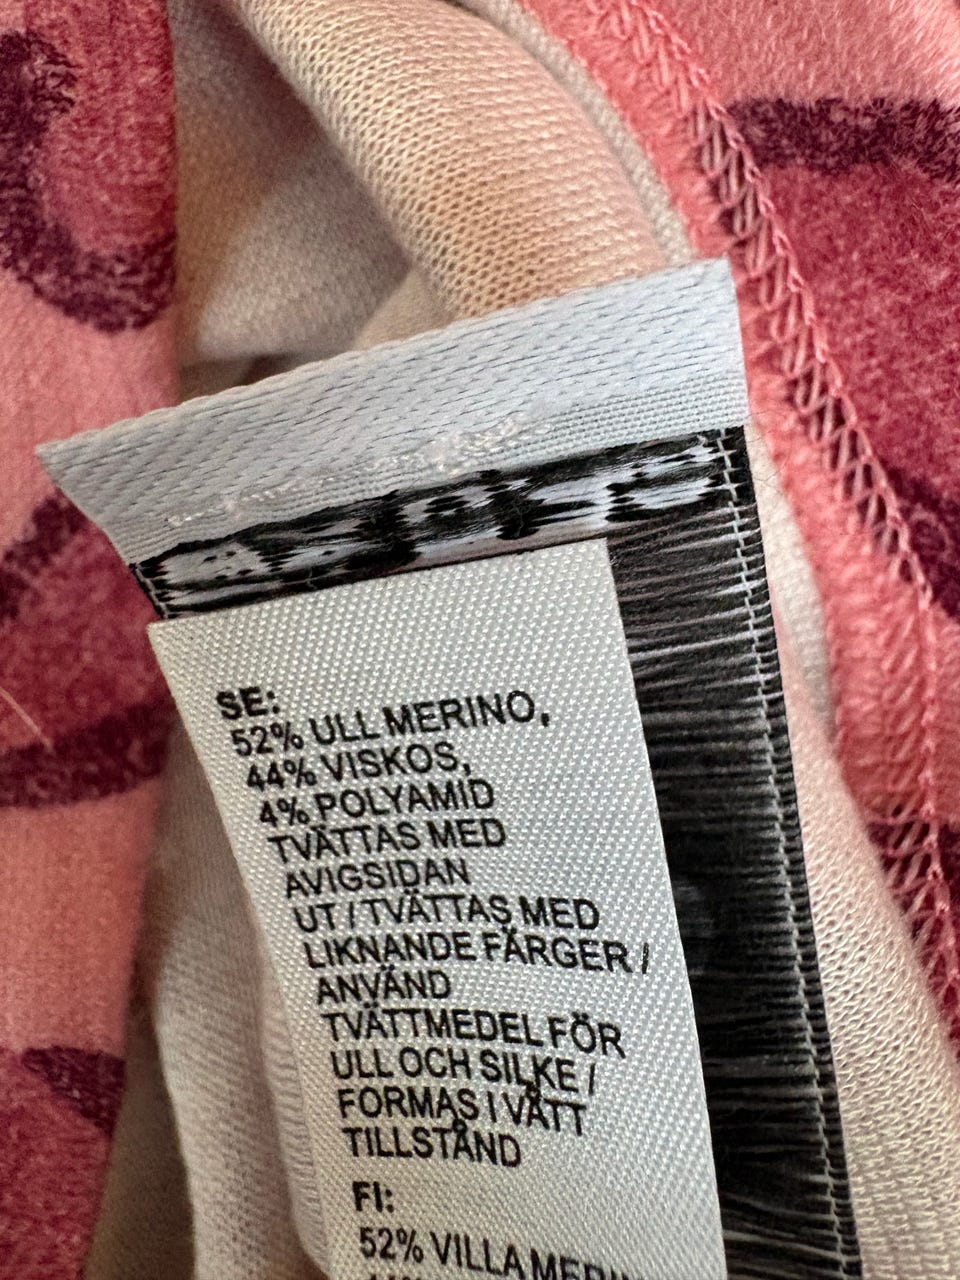 SE:
52% ULL MERINO,
44% VISKOS,
4% POLYAMID
TVÄTTAS MED
AVIGSIDAN
UT / TVÄTTAS MED
LIKNANDE FÄRGER /
ANVÄND
TVÄTTMEDEL FÖR
ULL OCH SILKE /
FORMAS I VÅTT
TILLSTÅND
FI:
52% VILLA